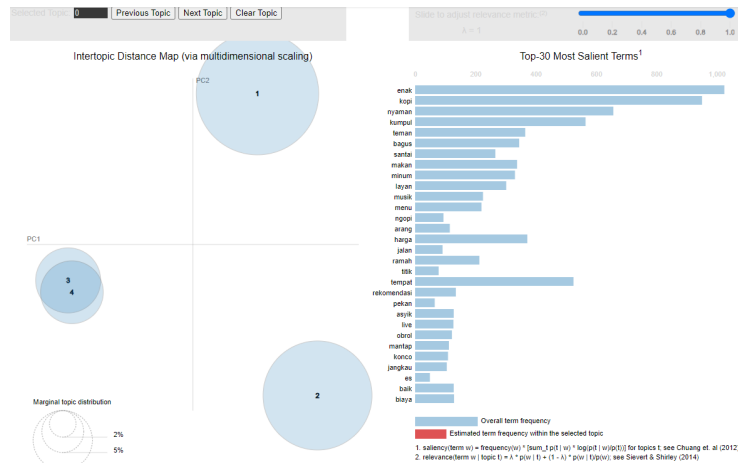 Selected Topic: 0 Previous Topic Next Topic Clear Topic
Slide to adjust relevance metric:(2)
λ = 1
0.0 0.2 0.4 0.6 0.8 1.0
Intertopic Distance Map (via multidimensional scaling)
PC2
PC1
1
3
4
2
Marginal topic distribution
2%
5%
Top-30 Most Salient Terms¹
0 200 400 600 800 1,000
enak
kopi
nyaman
kumpul
teman
bagus
santai
makan
minum
layan
musik
menu
ngopi
arang
harga
jalan
ramah
titik
tempat
rekomendasi
pekan
asyik
live
obrol
mantap
konco
jangkau
es
baik
biaya
Overall term frequency
Estimated term frequency within the selected topic
1. saliency(term w) = frequency(w) * [sum_t p(t | w) * log(p(t | w)/p(t))] for topics t; see Chuang et. al (2012
2. relevance(term w | topic t) = λ * p(w | t) + (1 - λ) * p(w | t)/p(w); see Sievert & Shirley (2014)